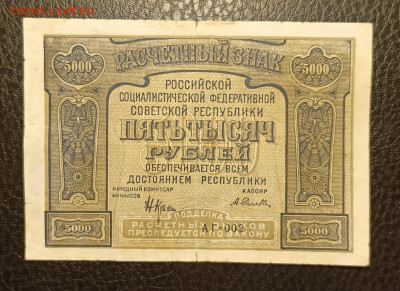 5000
РАСЧЕТНЫЙ ЗНАК
5000
РОССИЙСКОЙ
СОЦИАЛИСТИЧЕСКОЙ ФЕДЕРАТИВНОЙ
СОВЕТСКОЙ РЕСПУБЛИКИ
ПЯТЬ ТЫСЯЧ
РУБЛЕЙ
ОБЕСПЕЧИВАЕТСЯ ВСЕМ
ДОСТОЯНИЕМ РЕСПУБЛИКИ
НАРОДНЫЙ КОМИССАР
ФИНАНСОВ
КАССИР
ПОДДЕЛКА
5000
РАСЧЕТНЫХ ЗНАКОВ
5000
ПРЕСЛЕДУЕТСЯ ПО ЗАКОНУ